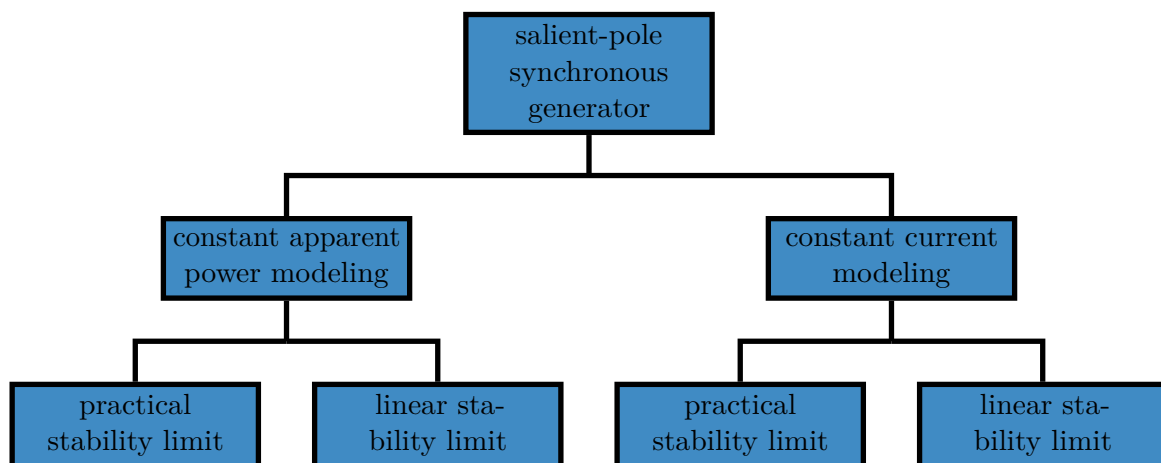 salient-pole
synchronous
generator
constant apparent
power modeling
constant current
modeling
practical
stability limit
linear sta-
bility limit
practical
stability limit
linear sta-
bility limit